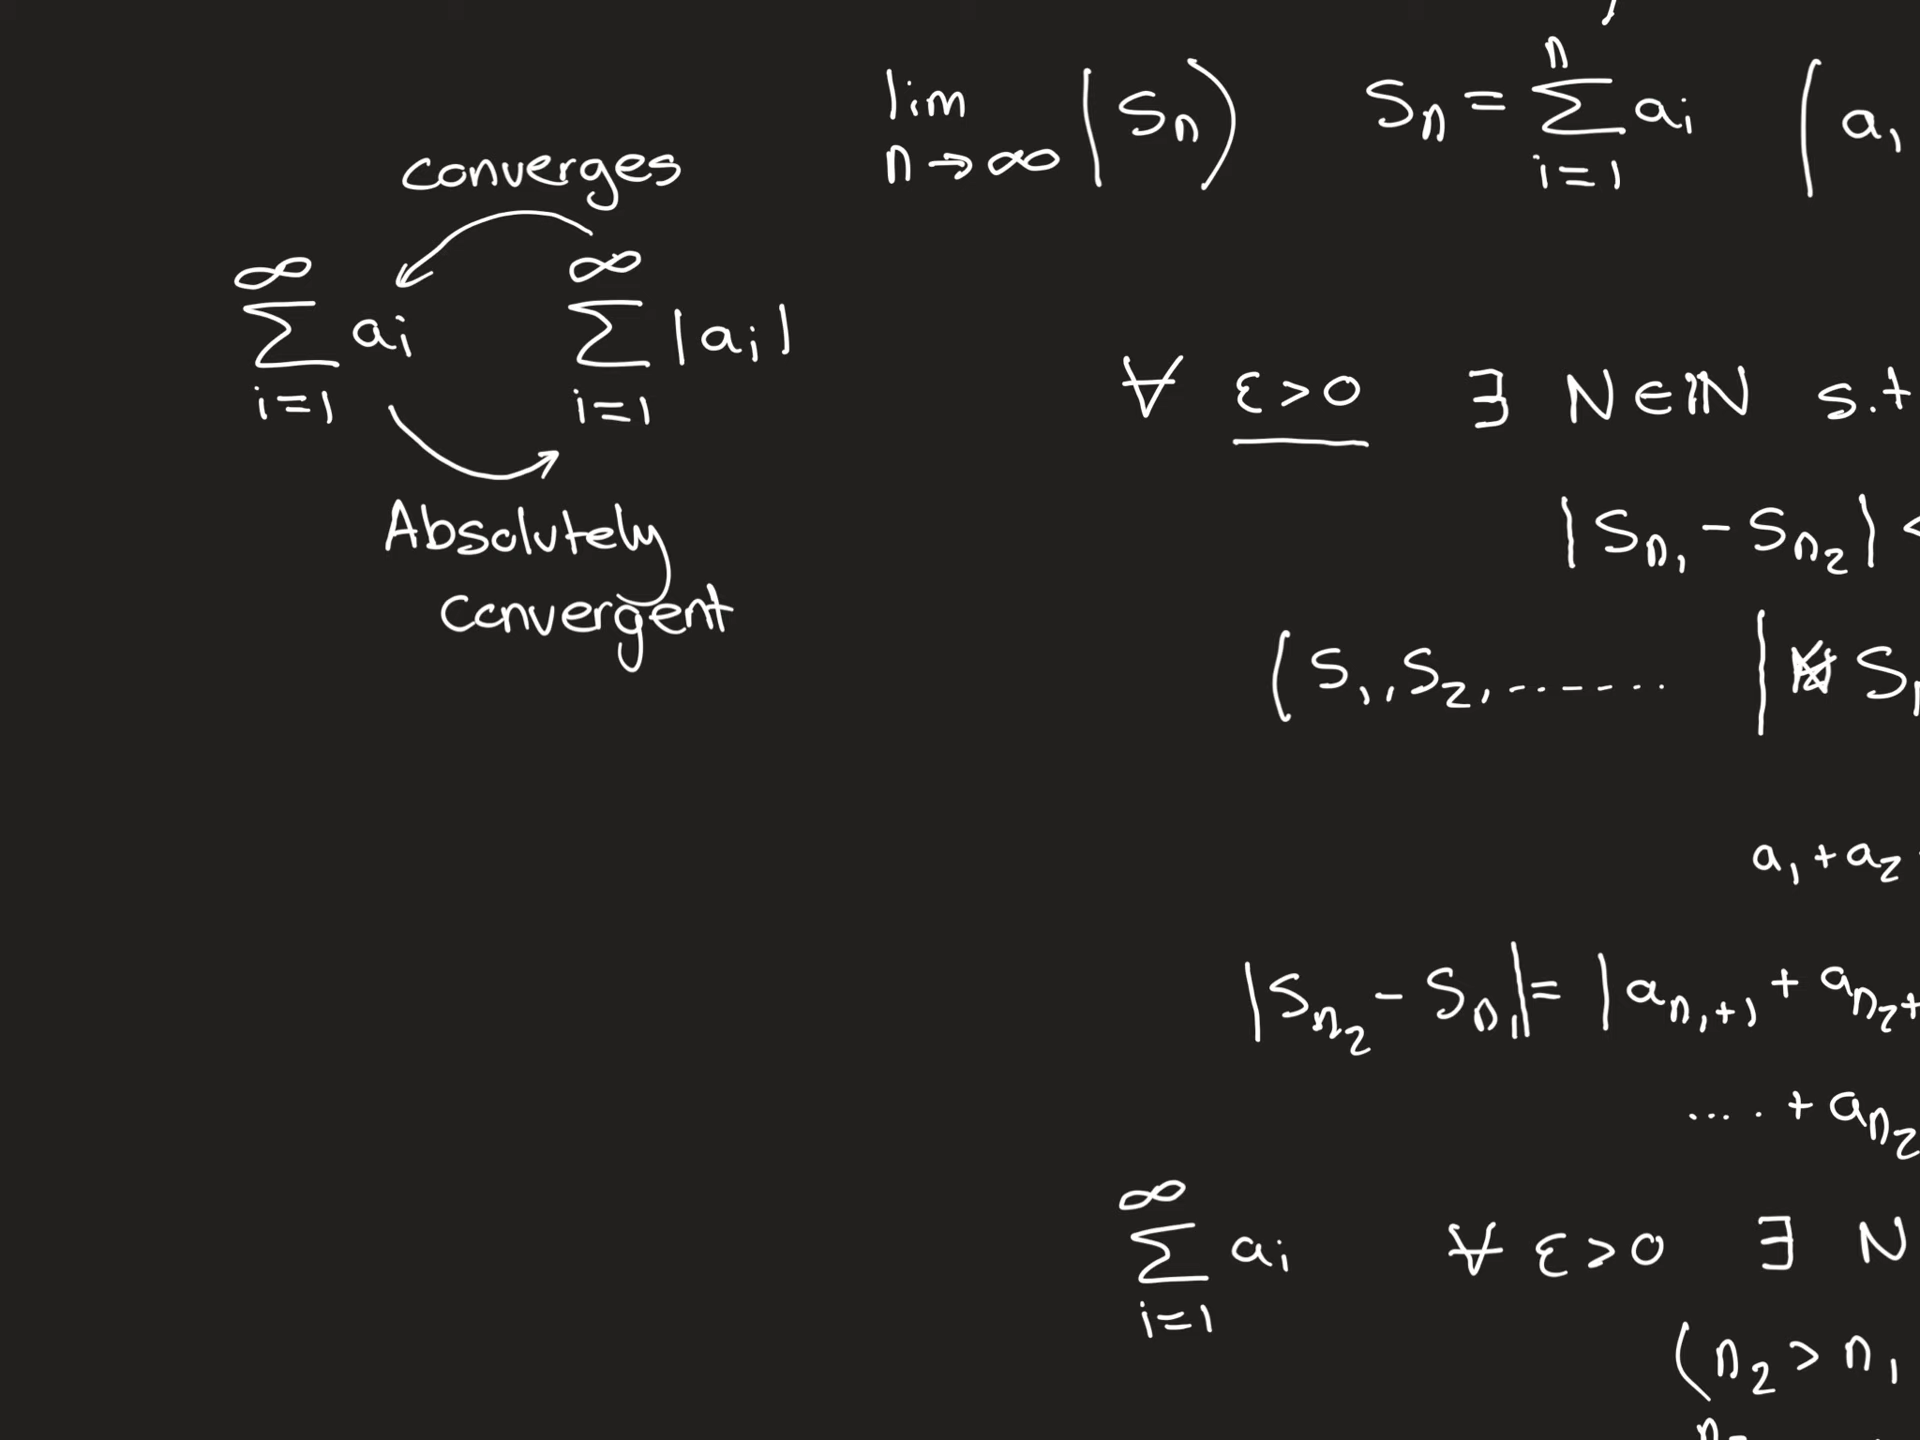 lim n→∞ (Sn) Sn = ∑ i=1 n ai (a1
converges
∑ i=1 ∞ ai ∑ i=1 ∞ |ai|
∀ ε>0 ∃ N∈ℕ s.t
Absolutely
convergent
|Sn1 - Sn2| <
(S1, S2, ....... | Sn
a1 + a2
|Sn2 - Sn1| = |an1+1 + an2+
.... + an2
∑ i=1 ∞ ai ∀ ε>0 ∃ N
(n2 > n1